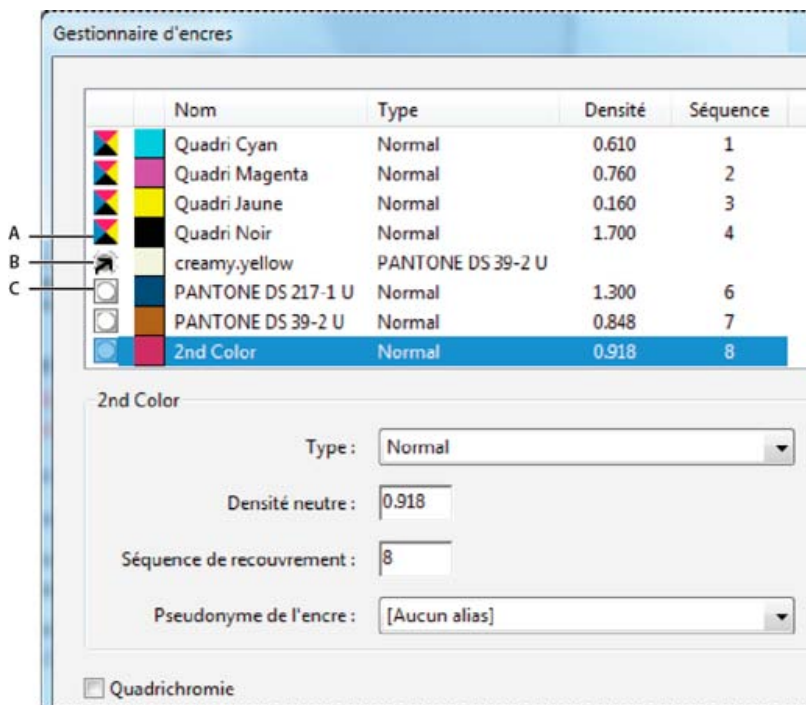 Gestionnaire d'encres
Nom Type Densité Séquence
Quadri Cyan Normal 0.610 1
Quadri Magenta Normal 0.760 2
Quadri Jaune Normal 0.160 3
A Quadri Noir Normal 1.700 4
B creamy.yellow PANTONE DS 39-2 U
C PANTONE DS 217-1 U Normal 1.300 6
PANTONE DS 39-2 U Normal 0.848 7
2nd Color Normal 0.918 8
2nd Color
Type : Normal
Densité neutre : 0.918
Séquence de recouvrement : 8
Pseudonyme de l'encre : [Aucun alias]
Quadrichromie